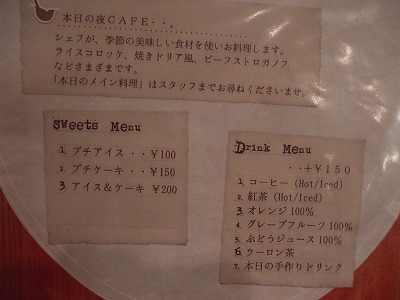 本日の夜CAFE・・。
シェフが、季節の美味しい食材を使いお料理します。
ライスコロッケ、焼きドリア風、ビーフストロガノフ
などさまざまです。
「本日のメイン料理」はスタッフまでお尋ねくださいませ。
Sweets Menu
1. プチアイス ・・￥100
2. プチケーキ ・・￥150
3. アイス＆ケーキ ￥200
Drink Menu
・・＋￥150
1. コーヒー (Hot/Iced)
2. 紅茶 (Hot/Iced)
3. オレンジ 100%
4. グレープフルーツ 100%
5. ぶどうジュース 100%
6. ウーロン茶
7. 本日の手作りドリンク